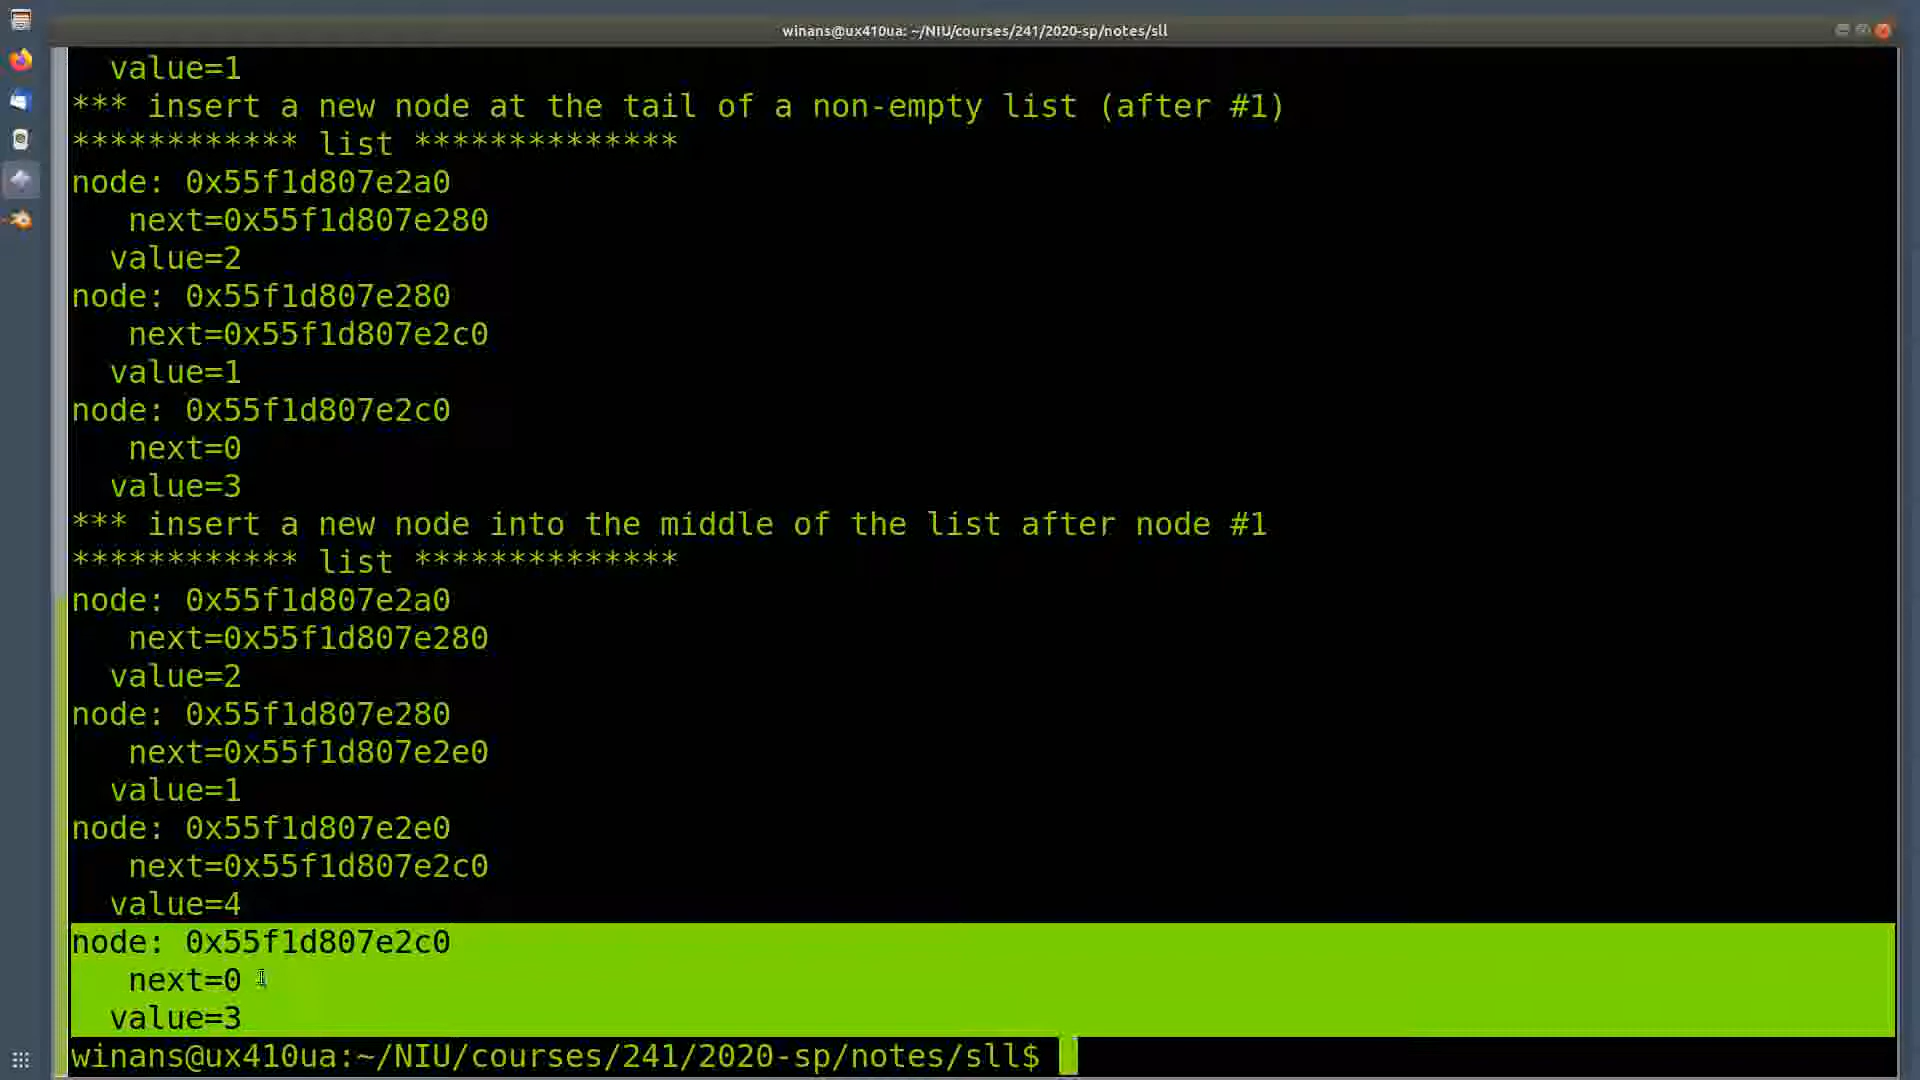 winans@ux410ua: ~/NIU/courses/241/2020-sp/notes/sll
value=1
*** insert a new node at the tail of a non-empty list (after #1)
************ list **************
node: 0x55f1d807e2a0
next=0x55f1d807e280
value=2
node: 0x55f1d807e280
next=0x55f1d807e2c0
value=1
node: 0x55f1d807e2c0
next=0
value=3
*** insert a new node into the middle of the list after node #1
************ list **************
node: 0x55f1d807e2a0
next=0x55f1d807e280
value=2
node: 0x55f1d807e280
next=0x55f1d807e2e0
value=1
node: 0x55f1d807e2e0
next=0x55f1d807e2c0
value=4
node: 0x55f1d807e2c0
next=0
value=3
winans@ux410ua:~/NIU/courses/241/2020-sp/notes/sll$